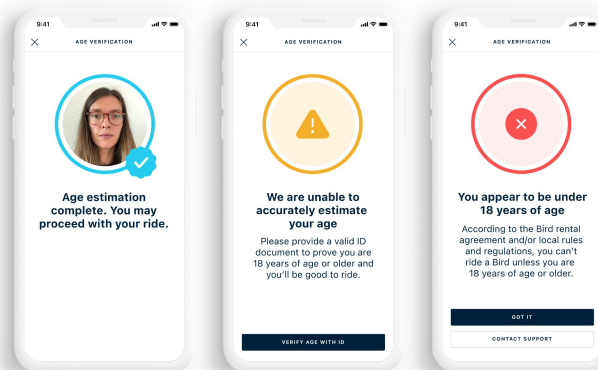 9:41
AGE VERIFICATION
Age estimation
complete. You may
proceed with your ride.
9:41
AGE VERIFICATION
We are unable to
accurately estimate
your age
Please provide a valid ID
document to prove you are
18 years of age or older and
you'll be good to ride.
VERIFY AGE WITH ID
9:41
AGE VERIFICATION
You appear to be under
18 years of age
According to the Bird rental
agreement and/or local rules
and regulations, you can't
ride a Bird unless you are
18 years of age or older.
GOT IT
CONTACT SUPPORT